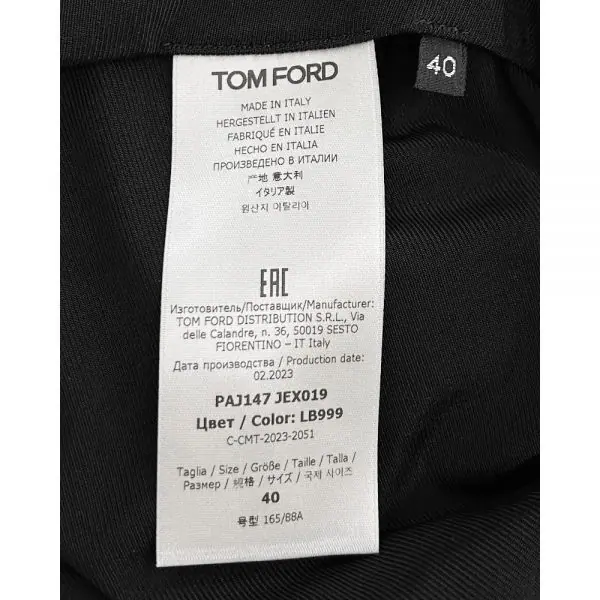 TOM FORD
40
MADE IN ITALY
HERGESTELLT IN ITALIEN
FABRIQUÉ EN ITALIE
HECHO EN ITALIA
ПРОИЗВЕДЕНО В ИТАЛИИ
产地 意大利
イタリア製
원산지 이탈리아
EAC
Изготовитель/Поставщик/Manufacturer:
TOM FORD DISTRIBUTION S.R.L., Via
delle Calandre, n. 36, 50019 SESTO
FIORENTINO – IT Italy
Дата производства / Production date:
02.2023
PAJ147 JEX019
Цвет / Color: LB999
C-CMT-2023-2051
Taglia / Size / Größe / Taille / Talla /
Размер / 规格 / サイズ / 국제 사이즈
40
号型 165/88A